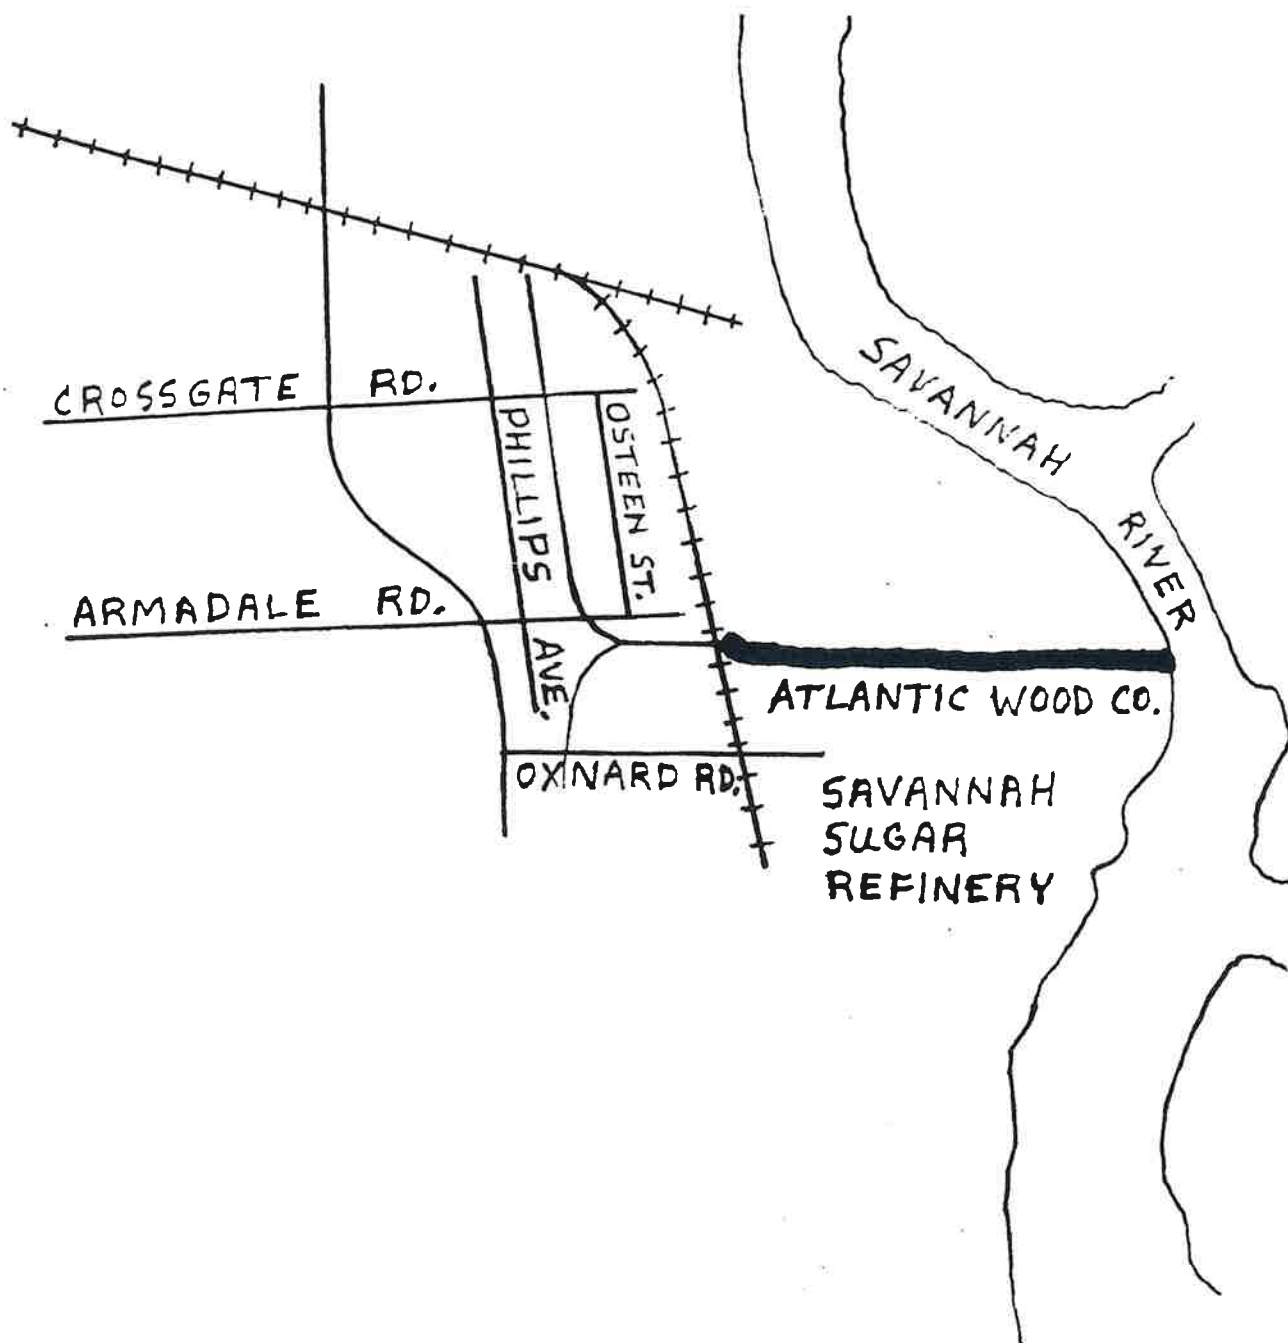 CROSSGATE RD.
SAVANNAH
RIVER
PHILLIPS AVE.
OSTEEN ST.
ARMADALE RD.
ATLANTIC WOOD CO.
OXNARD RD.
SAVANNAH
SUGAR
REFINERY